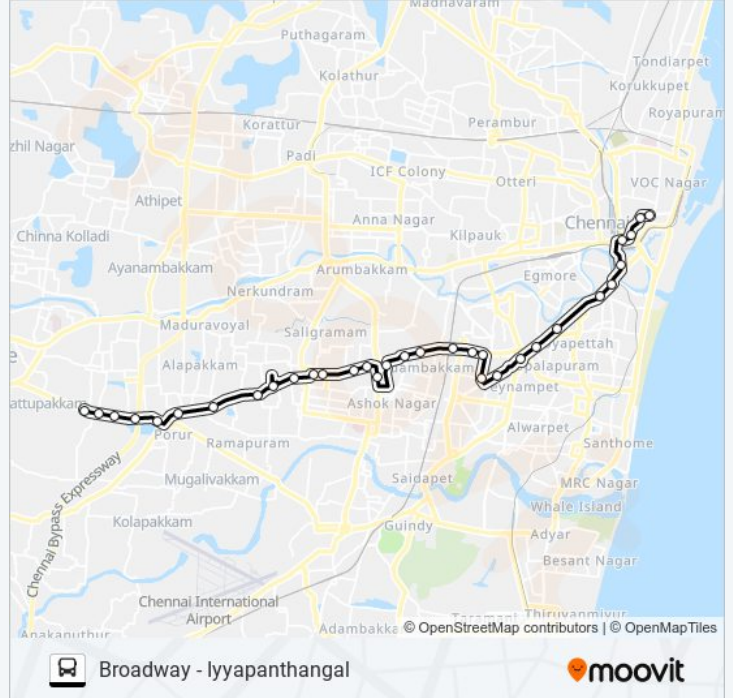 Madhavaram
Puthagaram
Kolathur
Tondiarpet
Korukkupet
Royapuram
Korattur
Perambur
zhil Nagar
Padi
ICF Colony
Otteri
VOC Nagar
Athipet
Anna Nagar
Chennai
Chinna Kolladi
Kilpauk
Ayanambakkam
Arumbakkam
Egmore
Nerkundram
Maduravoyal
Saligramam
e
yapettah
Alapakkam
ambakkam
palapuram
eynampet
attupakkam
Ashok Nagar
Alwarpet
Porur
Ramapuram
Santhome
Mugalivakkam
Saidapet
MRC Nagar
Whale Island
Kolapakkam
Guindy
Adyar
Besant Nagar
Chennai Bypass Expressway
Chennai International
Airport
Thiruvanmiyur
Adambakka
Anakanuthur
© OpenStreetMap contributors | © OpenMapTiles
Broadway - Iyyapanthangal
moovit